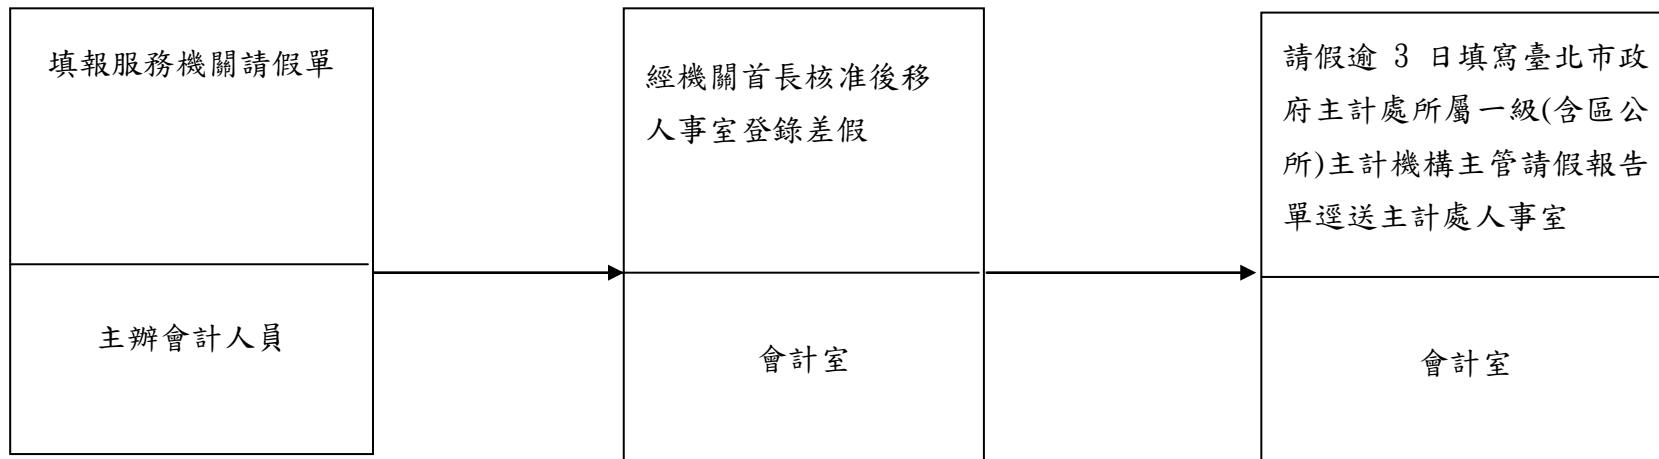 填報服務機關請假單
主辦會計人員
經機關首長核准後移
人事室登錄差假
會計室
請假逾 3 日填寫臺北市政
府主計處所屬一級(含區公
所)主計機構主管請假報告
單逕送主計處人事室
會計室